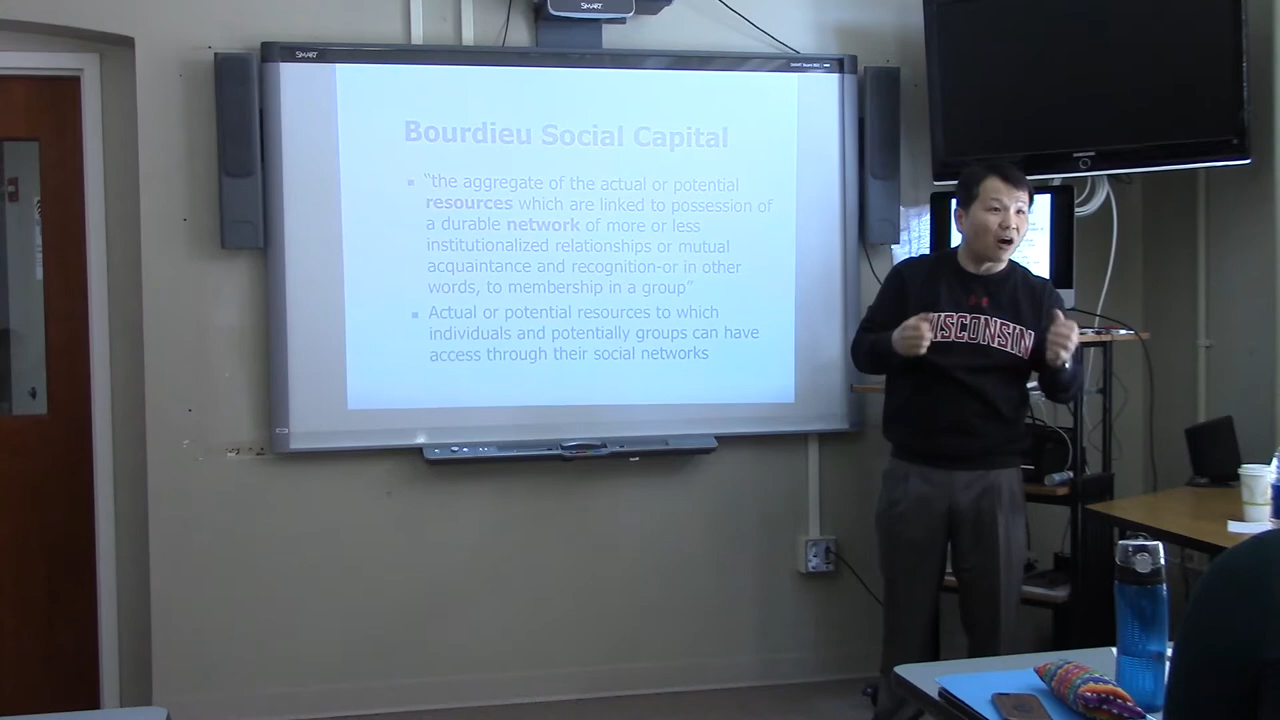 SMART
SMART
Bourdieu Social Capital
“the aggregate of the actual or potential
resources which are linked to possession of
a durable network of more or less
institutionalized relationships or mutual
acquaintance and recognition-or in other
words, to membership in a group”
Actual or potential resources to which
individuals and potentially groups can have
access through their social networks
SAMSUNG
WISCONSIN